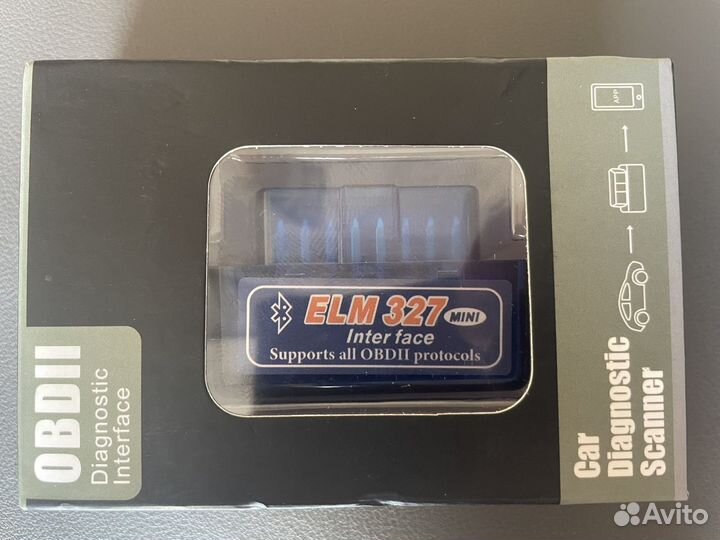 OBDII
Diagnostic
Interface
ELM 327 MINI
Inter face
Supports all OBDII protocols
APP
Car
Diagnostic
Scanner
Avito